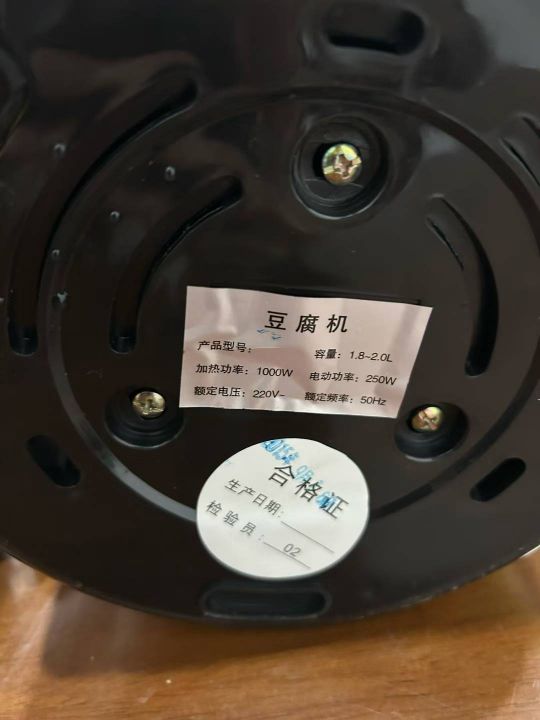 豆腐机
产品型号: 容量: 1.8~2.0L
加热功率: 1000W 电动功率: 250W
额定电压: 220V~ 额定频率: 50Hz
合格证
生产日期:
检验员: 02